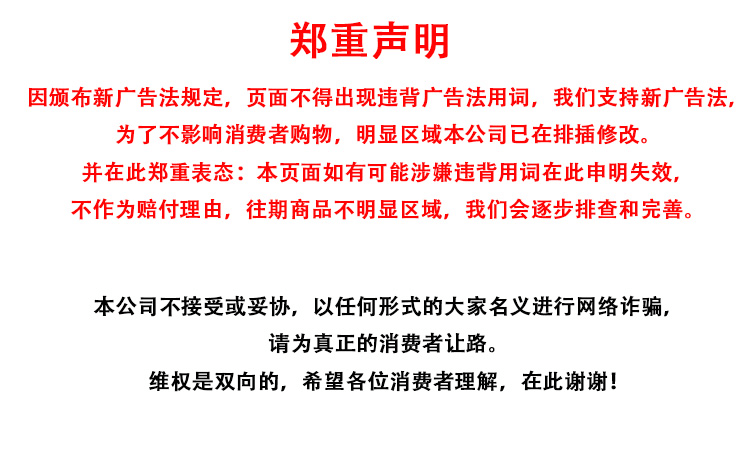 郑重声明
因颁布新广告法规定，页面不得出现违背广告法用词，我们支持新广告法，
为了不影响消费者购物，明显区域本公司已在排插修改。
并在此郑重表态：本页面如有可能涉嫌违背用词在此申明失效，
不作为赔付理由，往期商品不明显区域，我们会逐步排查和完善。
本公司不接受或妥协，以任何形式的大家名义进行网络诈骗，
请为真正的消费者让路。
维权是双向的，希望各位消费者理解，在此谢谢！